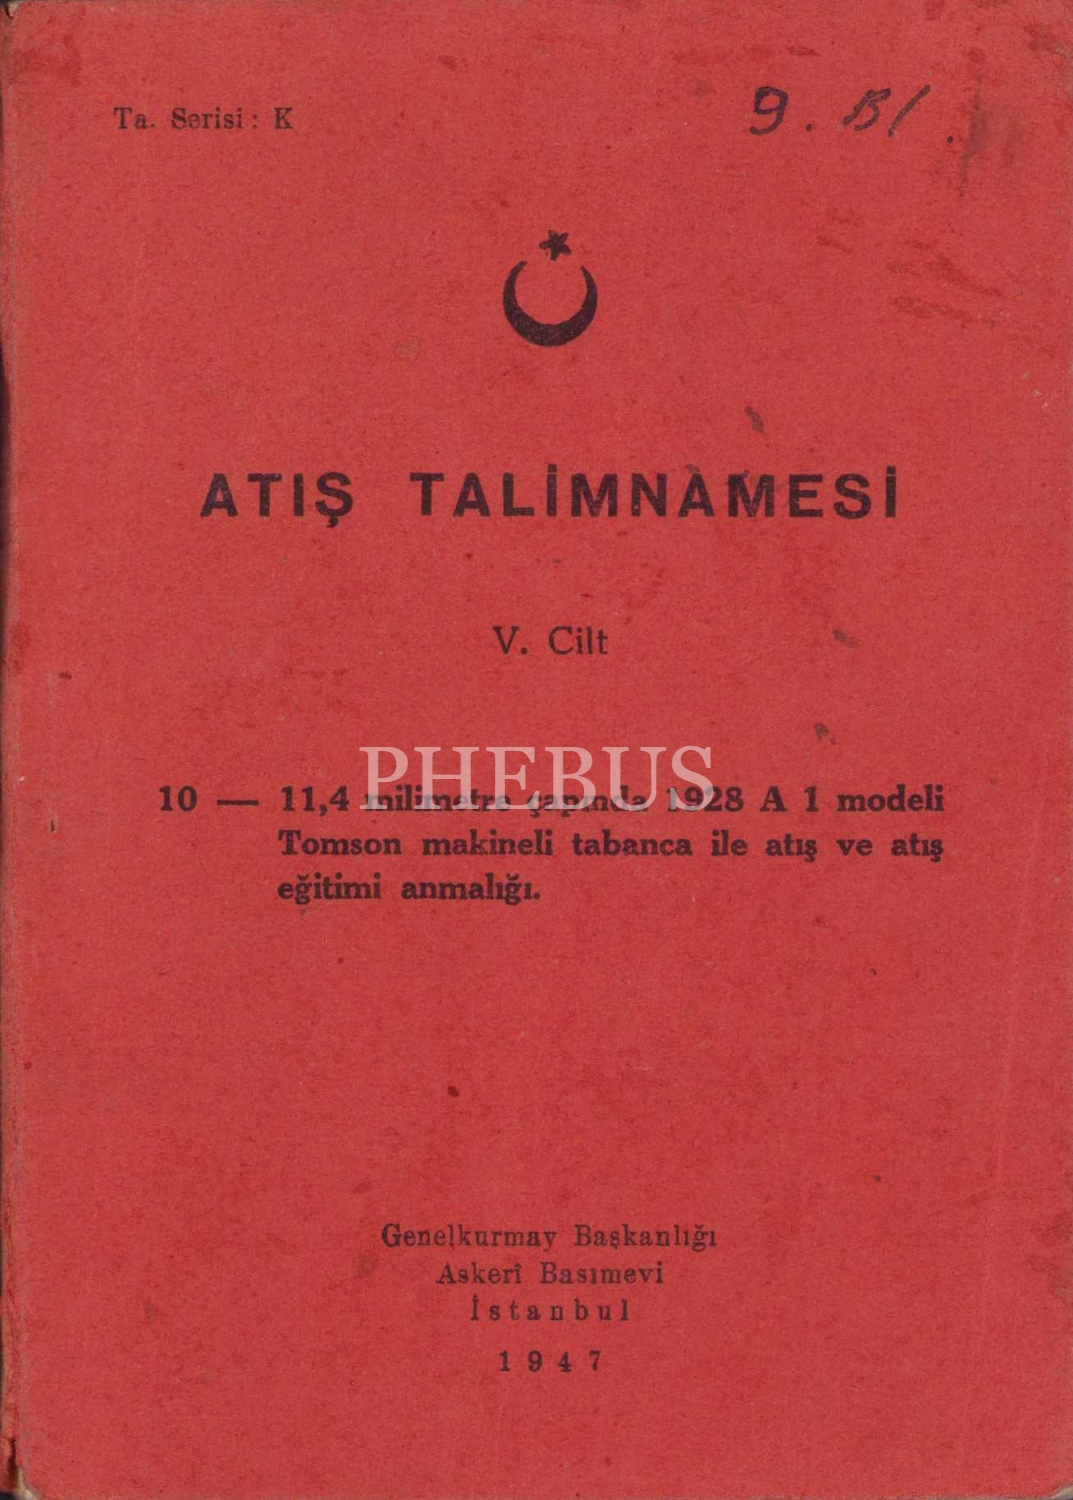 Ta. Serisi: K
9. Bl.
ATIŞ TALİMNAMESİ
V. Cilt
PHEBUS
10 — 11,4 milimetre çapında 1928 A 1 modeli
Tomson makineli tabanca ile atış ve atış
eğitimi anmalığı.
Genelkurmay Başkanlığı
Askerî Basımevi
İstanbul
1947